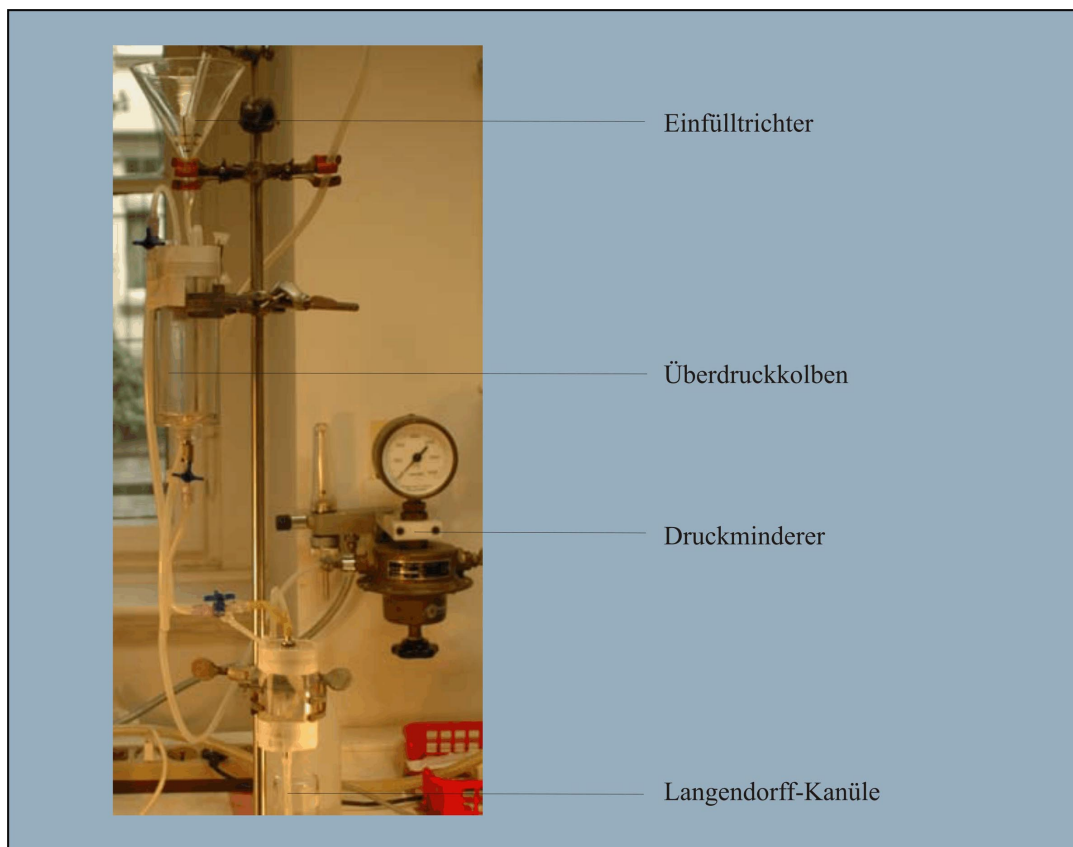 Einfülltrichter
Überdruckkolben
Druckminderer
Langendorff-Kanüle